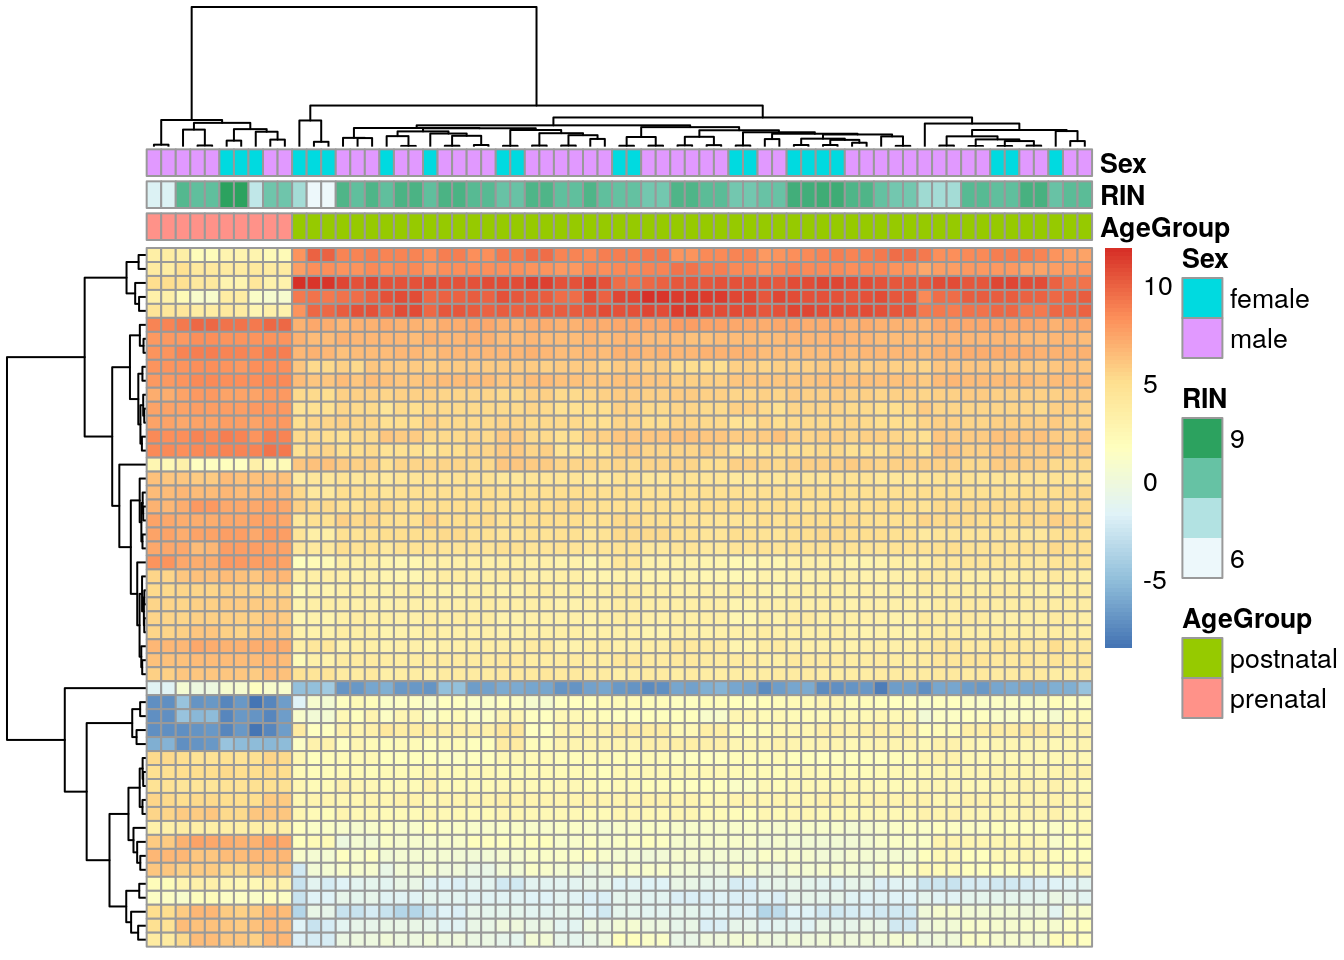 Sex
RIN
AgeGroup
10
5
0
-5
Sex
female
male
RIN
9
6
AgeGroup
postnatal
prenatal